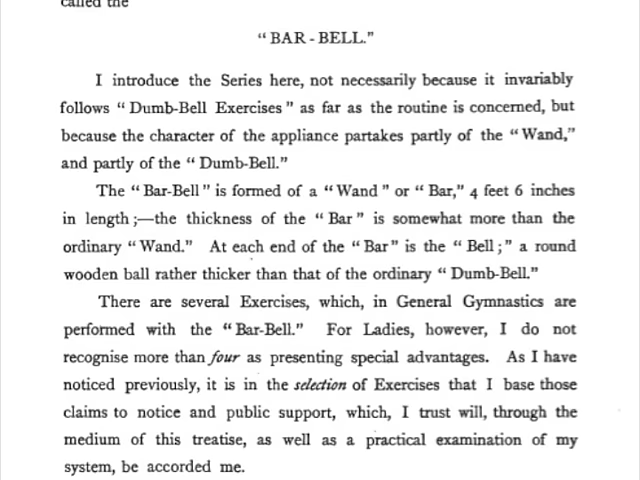 called the
“ BAR - BELL.”
I introduce the Series here, not necessarily because it invariably
follows “ Dumb-Bell Exercises ” as far as the routine is concerned, but
because the character of the appliance partakes partly of the “ Wand,”
and partly of the “ Dumb-Bell.”
The “ Bar-Bell ” is formed of a “ Wand ” or “ Bar,” 4 feet 6 inches
in length ;—the thickness of the “ Bar ” is somewhat more than the
ordinary “ Wand.” At each end of the “ Bar” is the “ Bell ; ” a round
wooden ball rather thicker than that of the ordinary “ Dumb-Bell.”
There are several Exercises, which, in General Gymnastics are
performed with the “ Bar-Bell.” For Ladies, however, I do not
recognise more than four as presenting special advantages. As I have
noticed previously, it is in the selection of Exercises that I base those
claims to notice and public support, which, I trust will, through the
medium of this treatise, as well as a practical examination of my
system, be accorded me.